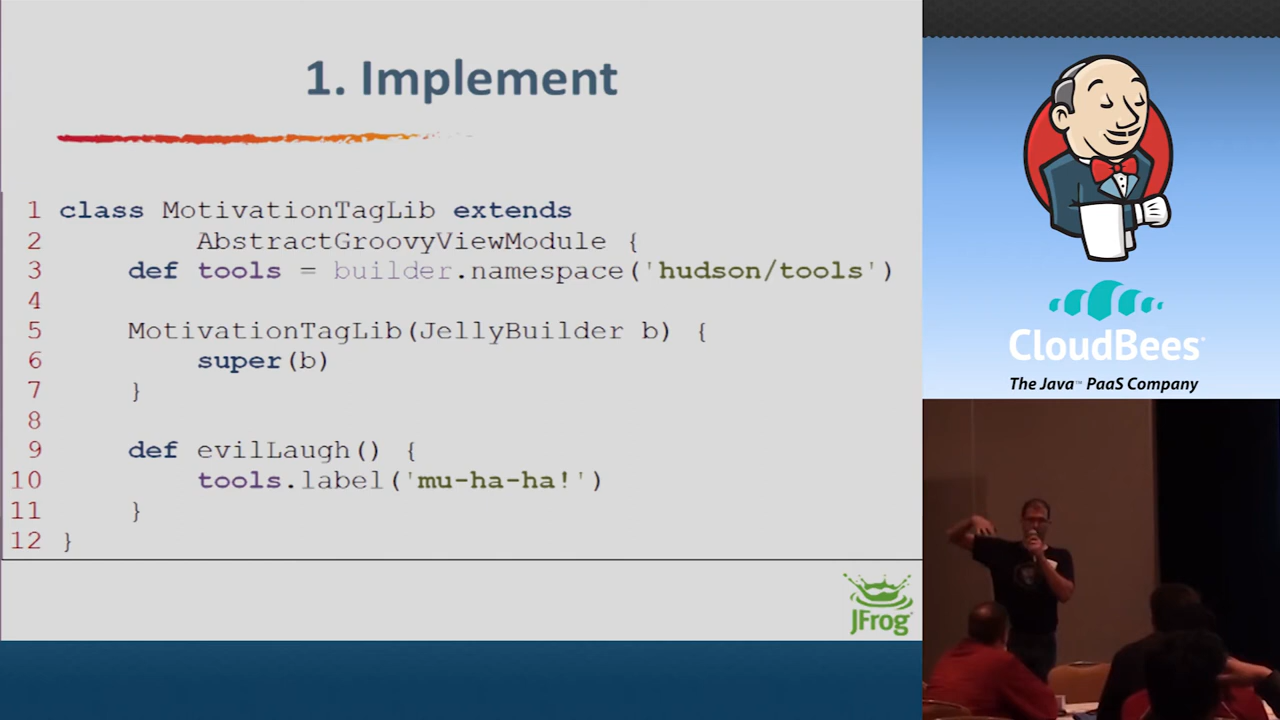 1. Implement
1 class MotivationTagLib extends
2 AbstractGroovyViewModule {
3 def tools = builder.namespace('hudson/tools')
4
5 MotivationTagLib(JellyBuilder b) {
6 super(b)
7 }
8
9 def evilLaugh() {
10 tools.label('mu-ha-ha!')
11 }
12 }
JFrog
CloudBees
The Java™ PaaS Company